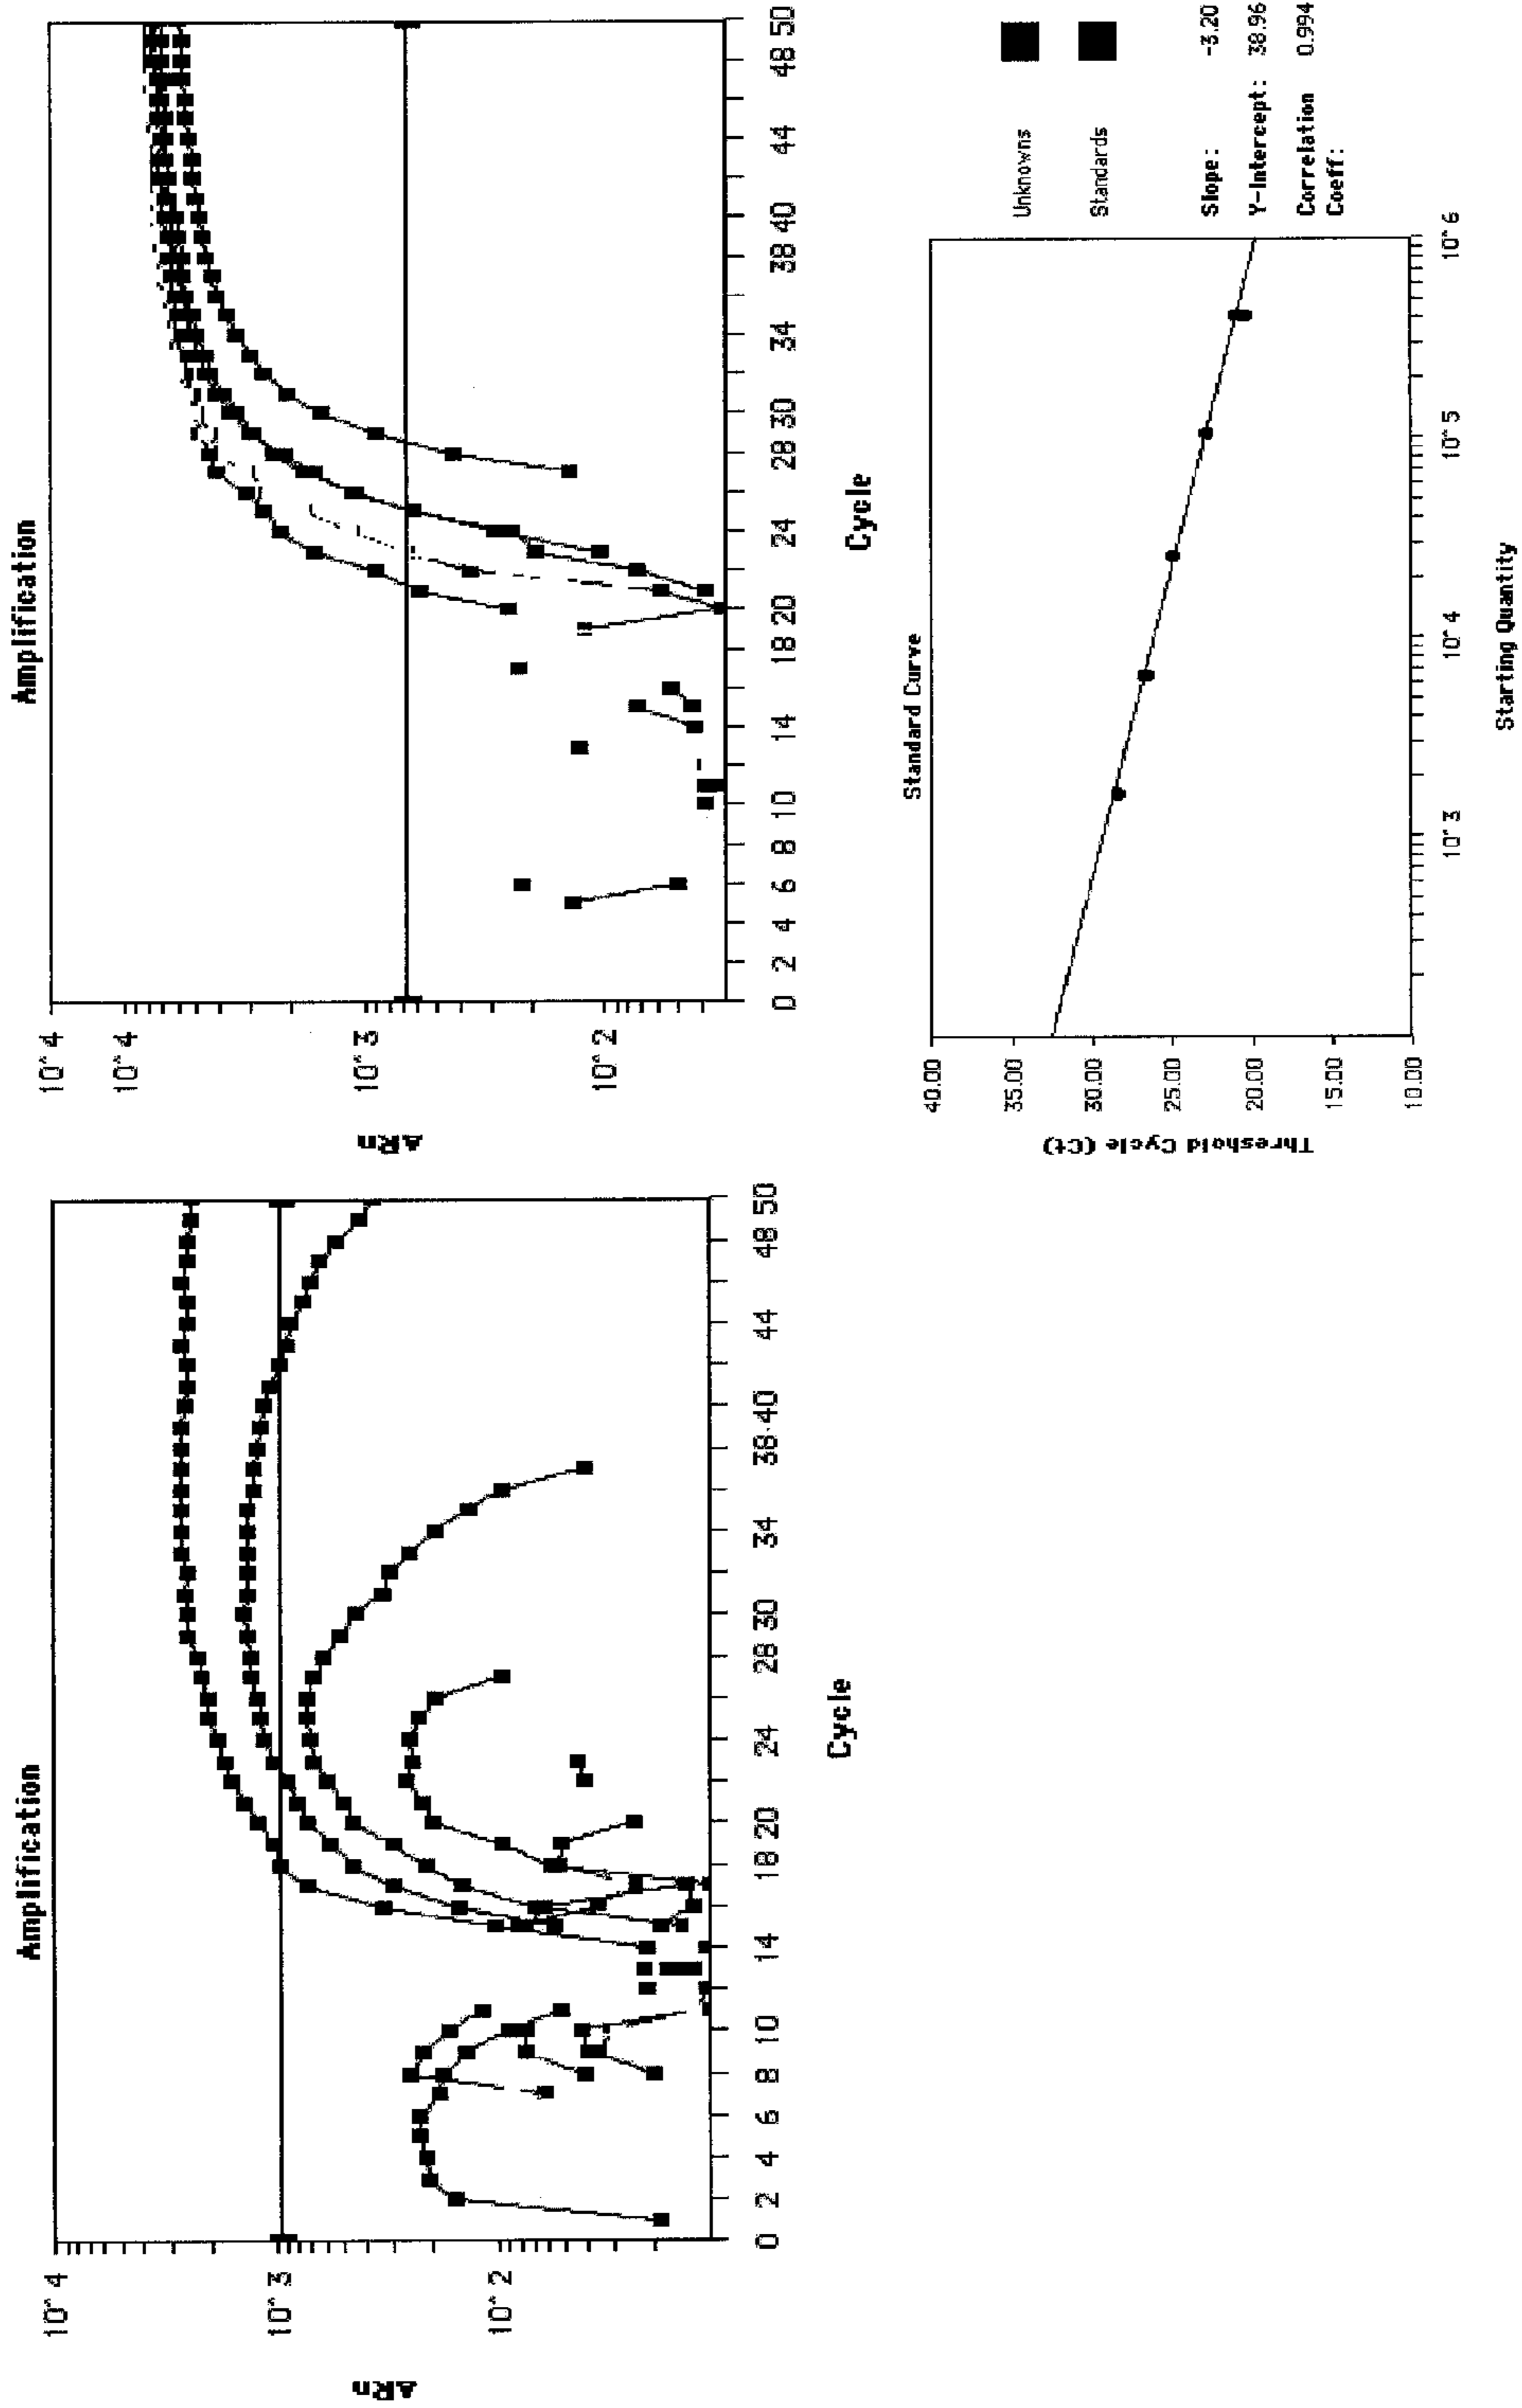 Amplification
10^4
10^3
10^2
ΔRn
0 2 4 6 8 10 14 18 20 24 28 30 34 38 40 44 48 50
Cycle
Amplification
10^4
10^4
10^3
10^2
ΔRn
0 2 4 6 8 10 14 18 20 24 28 30 34 38 40 44 48 50
Cycle
Standard Curve
40.00
35.00
30.00
25.00
20.00
15.00
10.00
Threshold Cycle (Ct)
10^3 10^4 10^5 10^6
Starting Quantity
Unknowns
Standards
Slope: -3.20
Y-Intercept: 38.96
Correlation 0.994
Coeff: